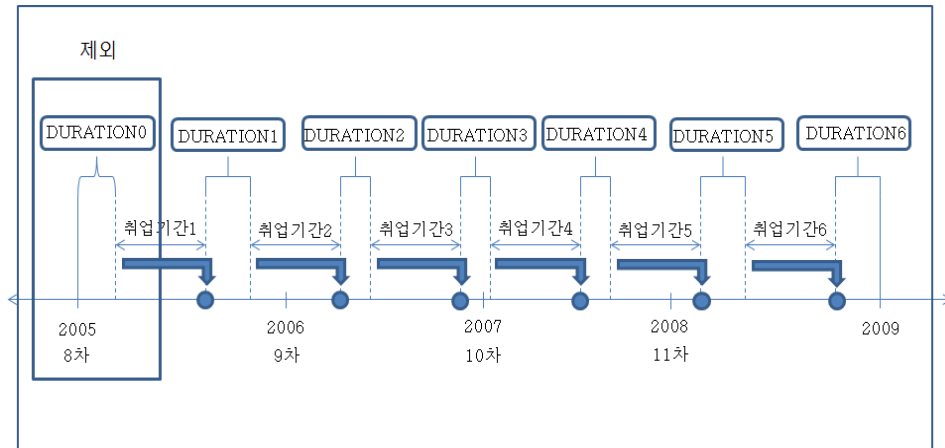 제외
DURATION0 DURATION1 DURATION2 DURATION3 DURATION4 DURATION5 DURATION6
취업기간1 취업기간2 취업기간3 취업기간4 취업기간5 취업기간6
2005 2006 2007 2008 2009
8차 9차 10차 11차